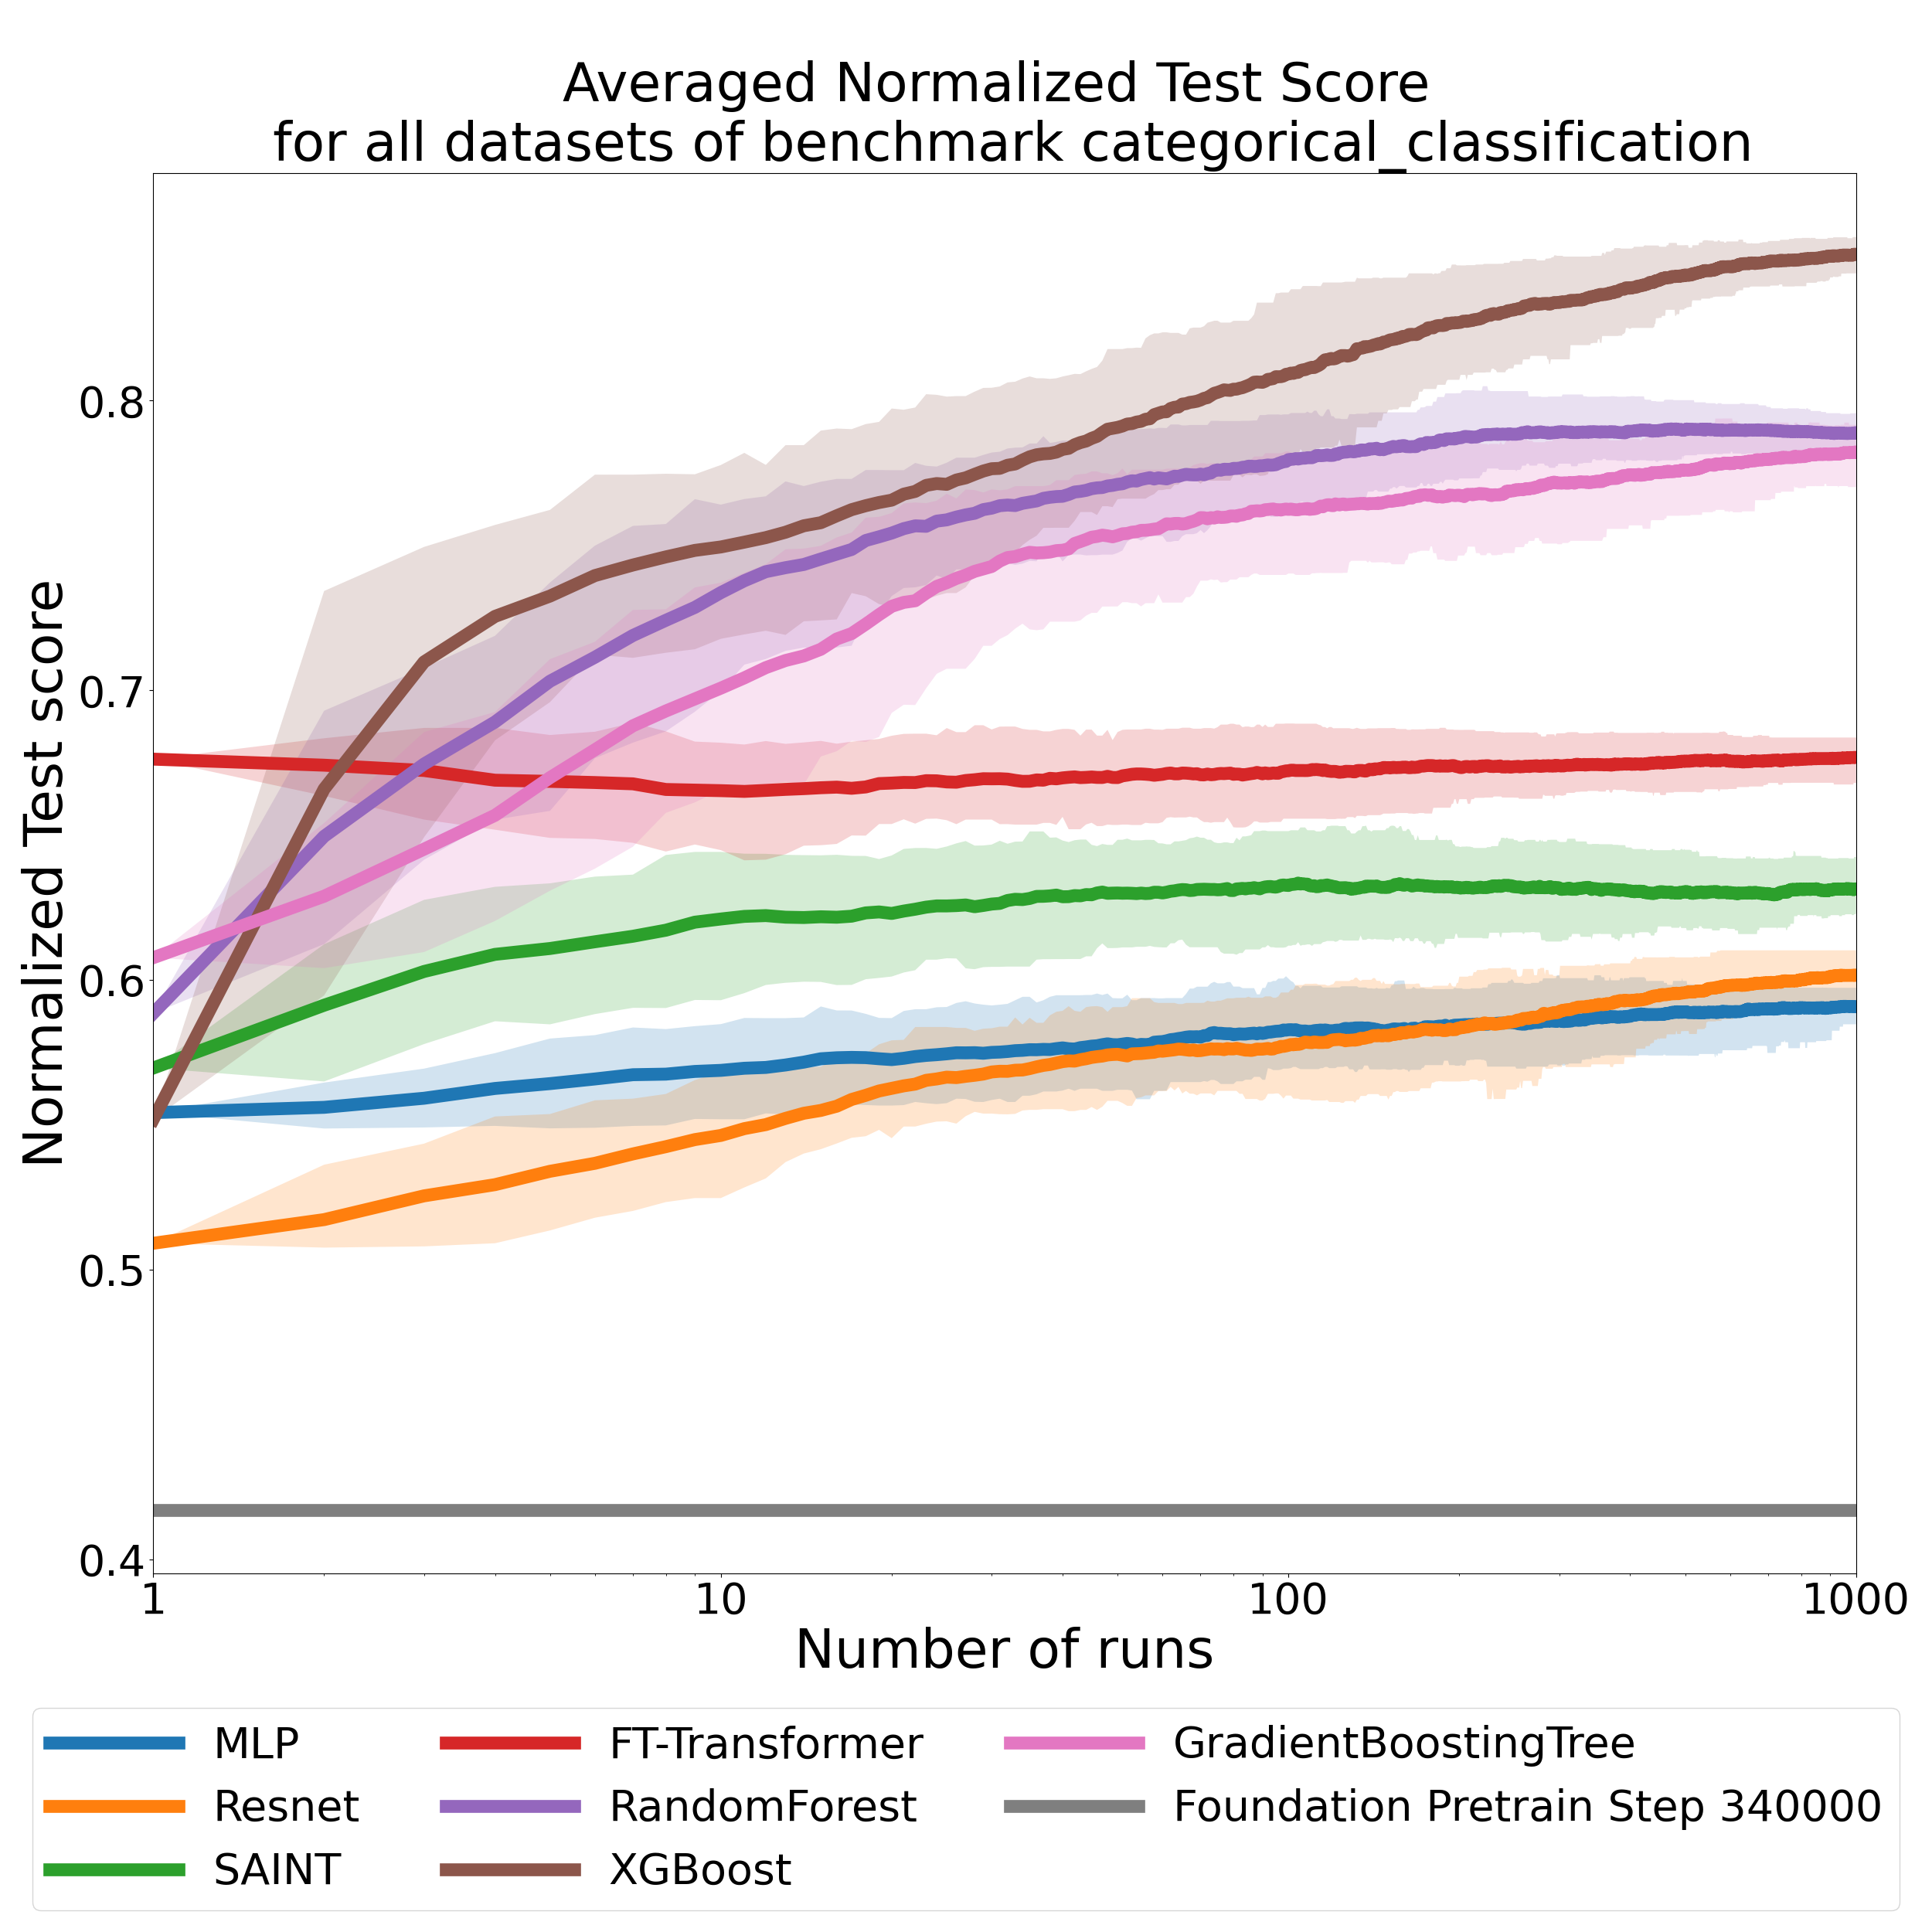 Averaged Normalized Test Score
for all datasets of benchmark categorical_classification
Normalized Test score
0.8
0.7
0.6
0.5
0.4
1 10 100 1000
Number of runs
MLP
Resnet
SAINT
FT-Transformer
RandomForest
XGBoost
GradientBoostingTree
Foundation Pretrain Step 340000